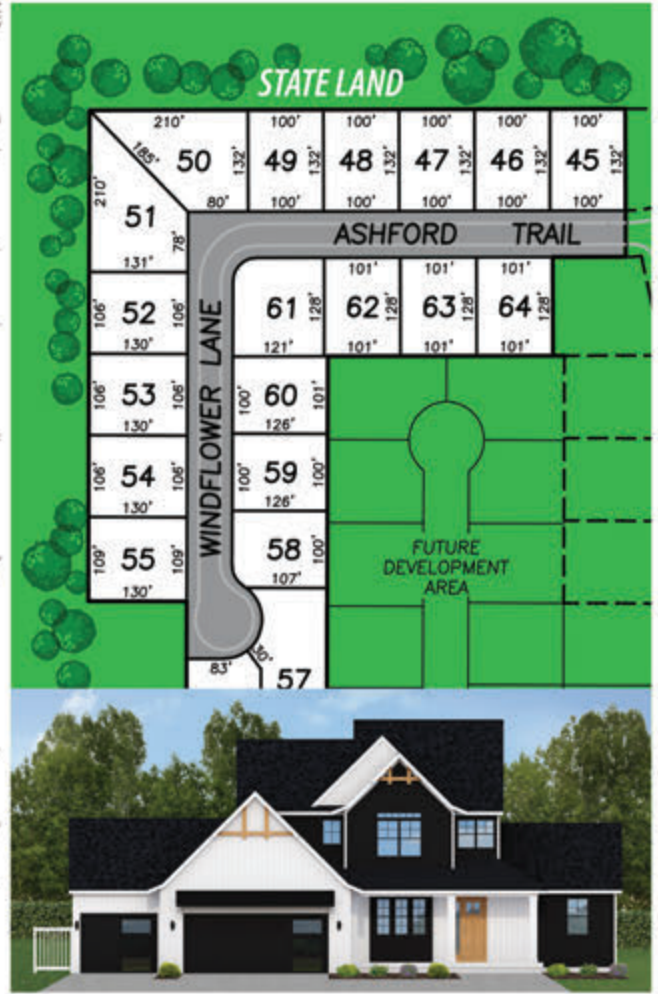 STATE LAND
210' 100' 100' 100' 100' 100'
185' 50 132' 49 132' 48 132' 47 132' 46 132' 45 132'
210' 80' 100' 100' 100' 100' 100'
51 78'
131'
ASHFORD TRAIL
WINDFLOWER LANE
101' 101' 101'
61 128' 62 128' 63 128' 64 128'
121' 101' 101' 101'
106' 52 106'
130'
106' 53 106'
130'
100' 60 101'
126'
106' 54 106'
130'
100' 59 100'
126'
109' 55 109'
130'
58 100'
107'
FUTURE
DEVELOPMENT
AREA
83' 30' 57